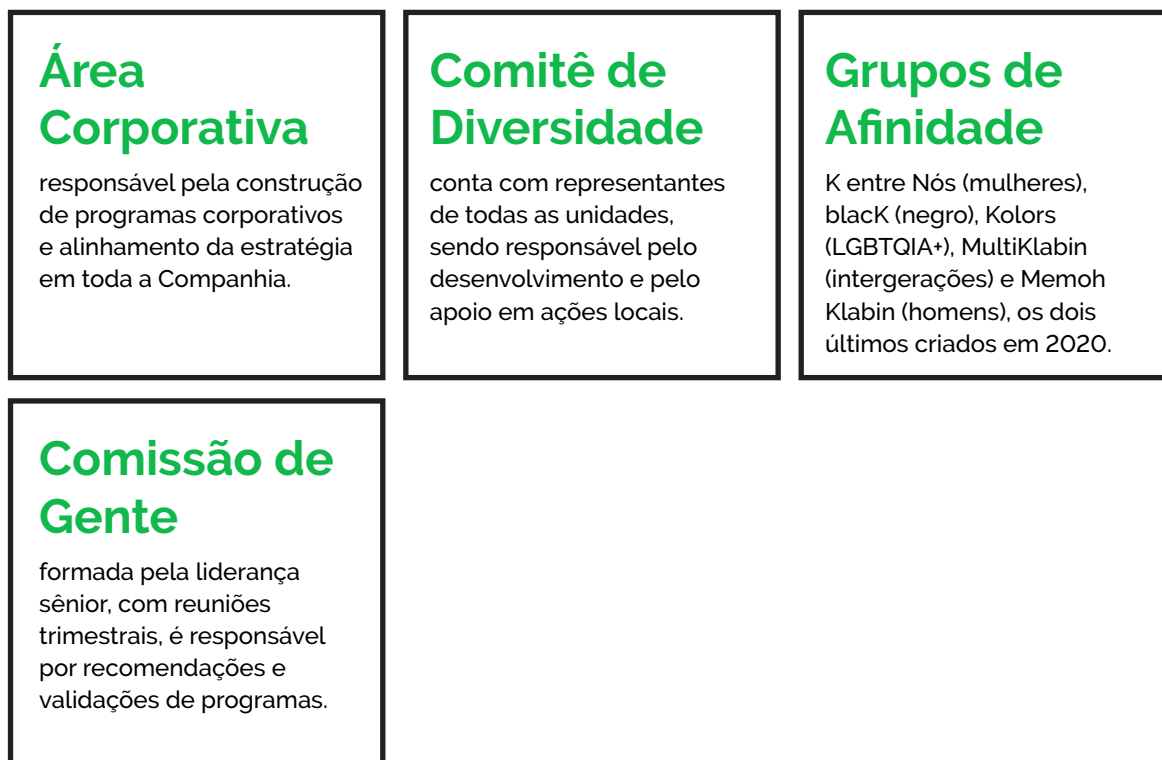 Área
Corporativa
responsável pela construção
de programas corporativos
e alinhamento da estratégia
em toda a Companhia.
Comitê de
Diversidade
conta com representantes
de todas as unidades,
sendo responsável pelo
desenvolvimento e pelo
apoio em ações locais.
Grupos de
Afinidade
K entre Nós (mulheres),
blacK (negro), Kolors
(LGBTQIA+), MultiKlabin
(intergerações) e Memoh
Klabin (homens), os dois
últimos criados em 2020.
Comissão de
Gente
formada pela liderança
sênior, com reuniões
trimestrais, é responsável
por recomendações e
validações de programas.